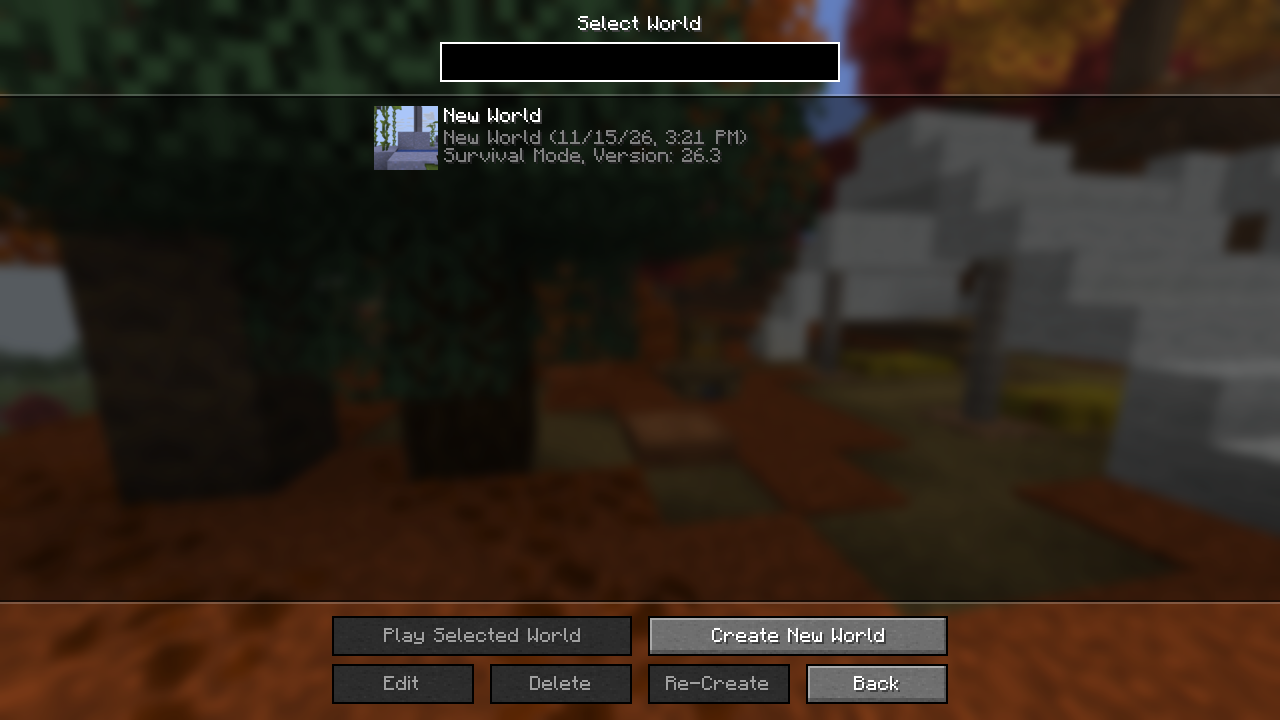 Select World
New World
New World (11/15/26, 3:21 PM)
Survival Mode, Version: 26.3
Play Selected World
Create New World
Edit
Delete
Re-Create
Back